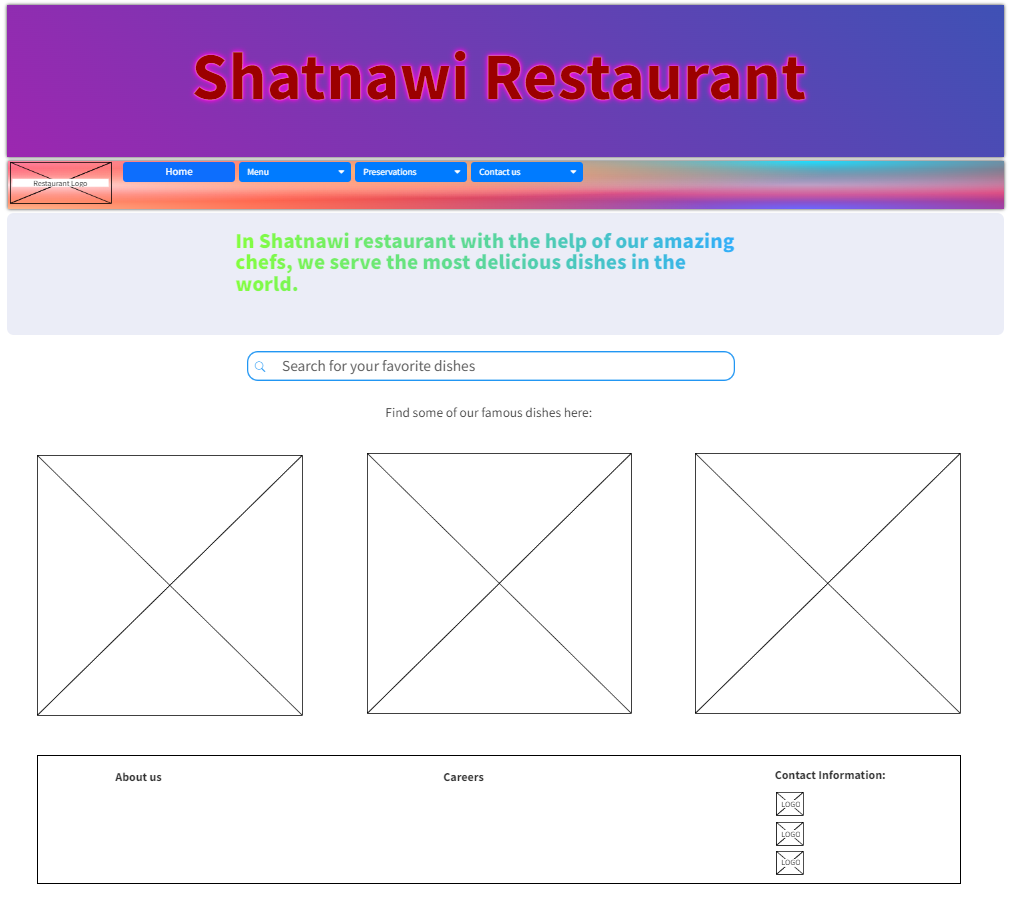 Shatnawi Restaurant
Restaurant Logo
Home
Menu
Preservations
Contact us
In Shatnawi restaurant with the help of our amazing
chefs, we serve the most delicious dishes in the
world.
Search for your favorite dishes
Find some of our famous dishes here:
About us
Careers
Contact Information:
LOGO
LOGO
LOGO